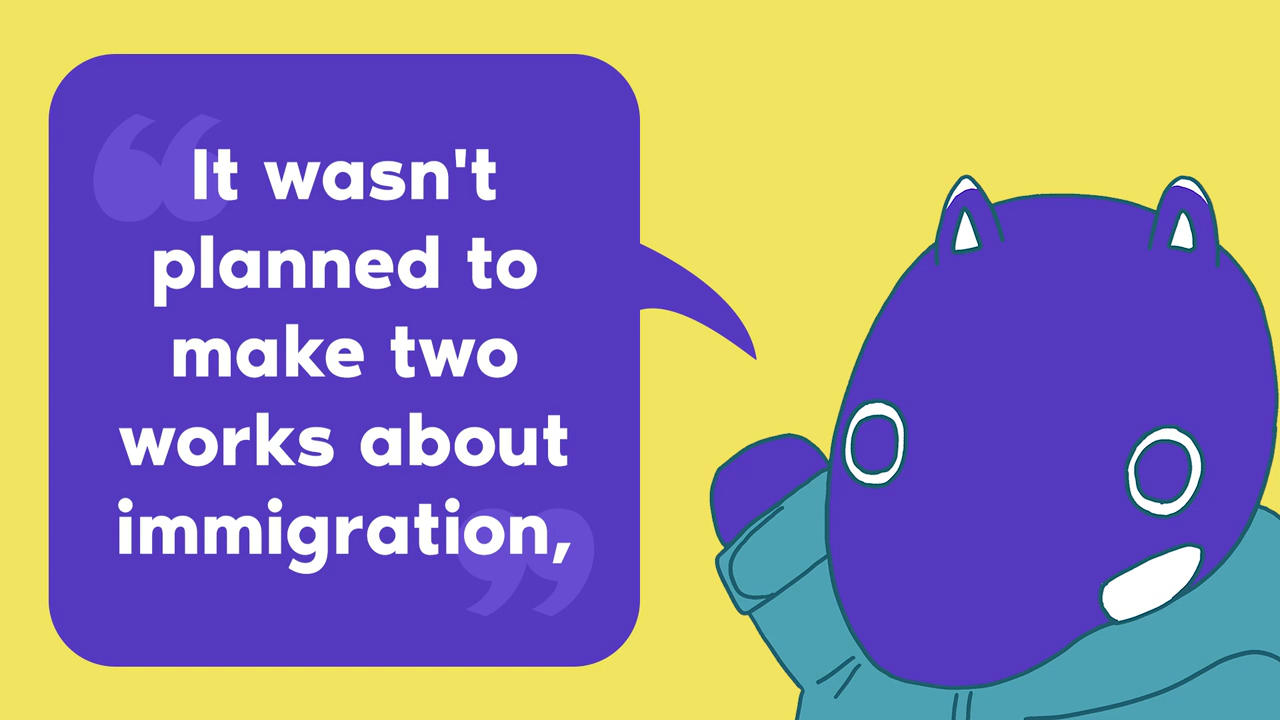 It wasn't
planned to
make two
works about
immigration,